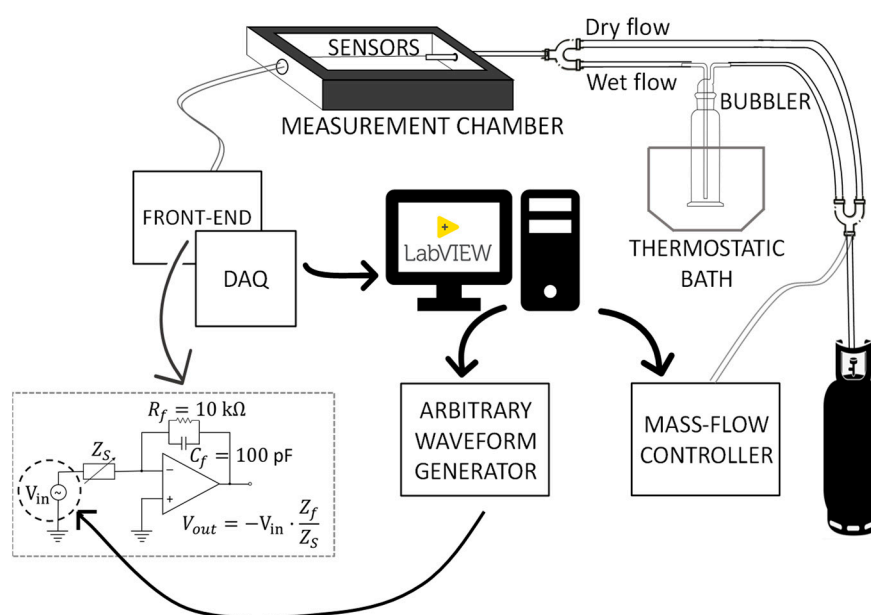 Dry flow
SENSORS
Wet flow
BUBBLER
MEASUREMENT CHAMBER
FRONT-END
LabVIEW
THERMOSTATIC
BATH
DAQ
R_f = 10 kΩ
Z_S
C_f = 100 pF
V_in
~
−
+
V_out = −V_in · Z_f/Z_S
ARBITRARY
WAVEFORM
GENERATOR
MASS-FLOW
CONTROLLER